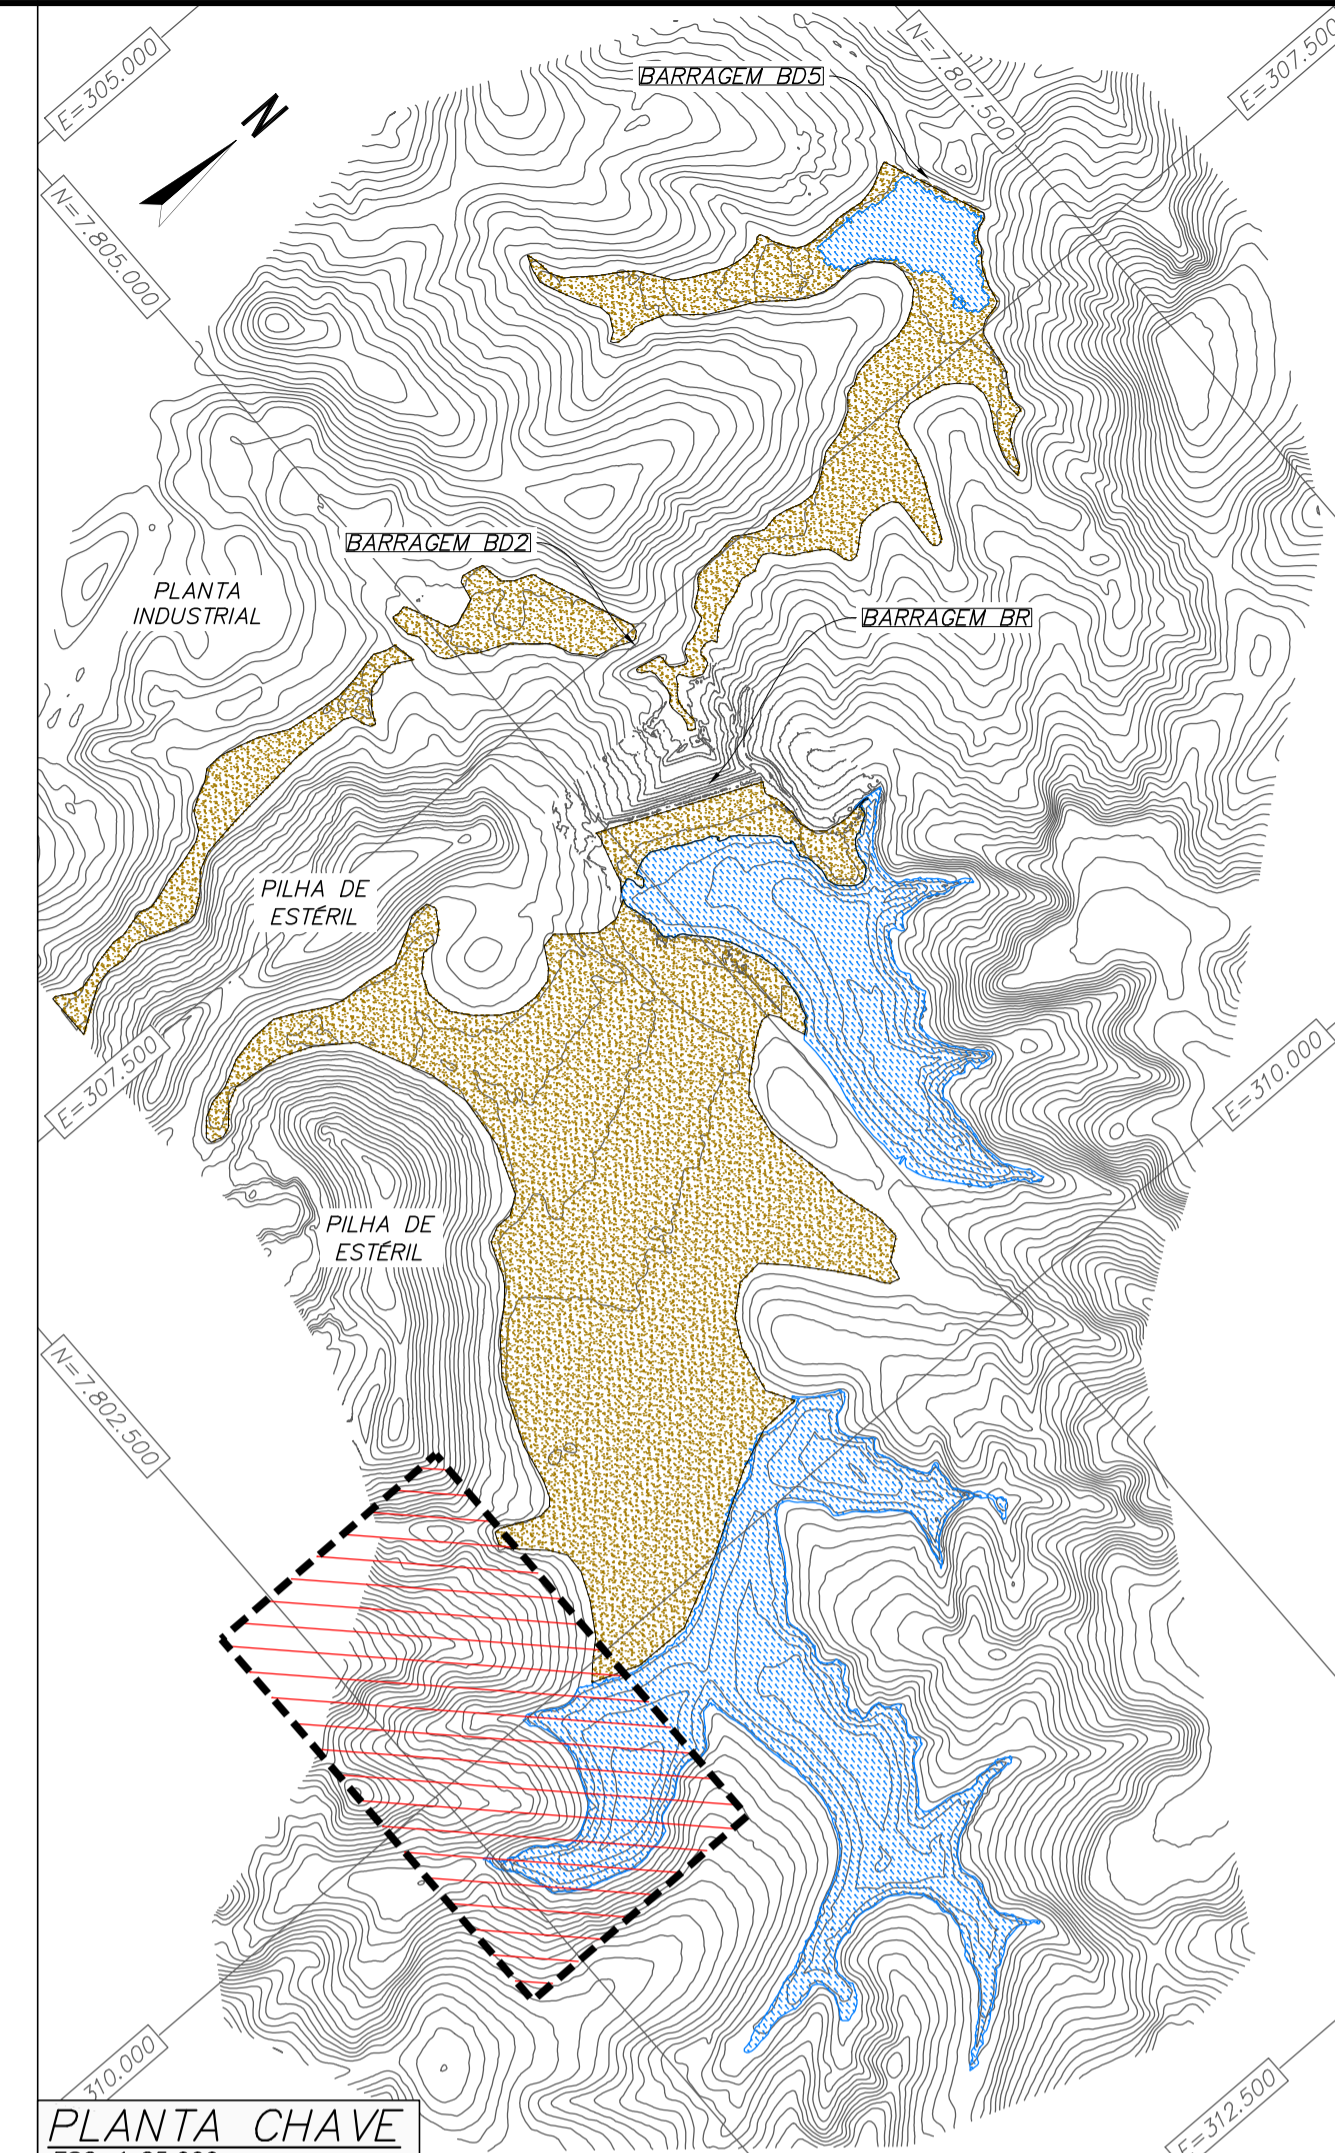 E=305.000
N
N=7.805.000
BARRAGEM BD5
N=7.807.500
E=307.500
BARRAGEM BD2
PLANTA
INDUSTRIAL
BARRAGEM BR
PILHA DE
ESTÉRIL
E=307.500
E=310.000
PILHA DE
ESTÉRIL
N=7.802.500
310.000
E=312.500
PLANTA CHAVE